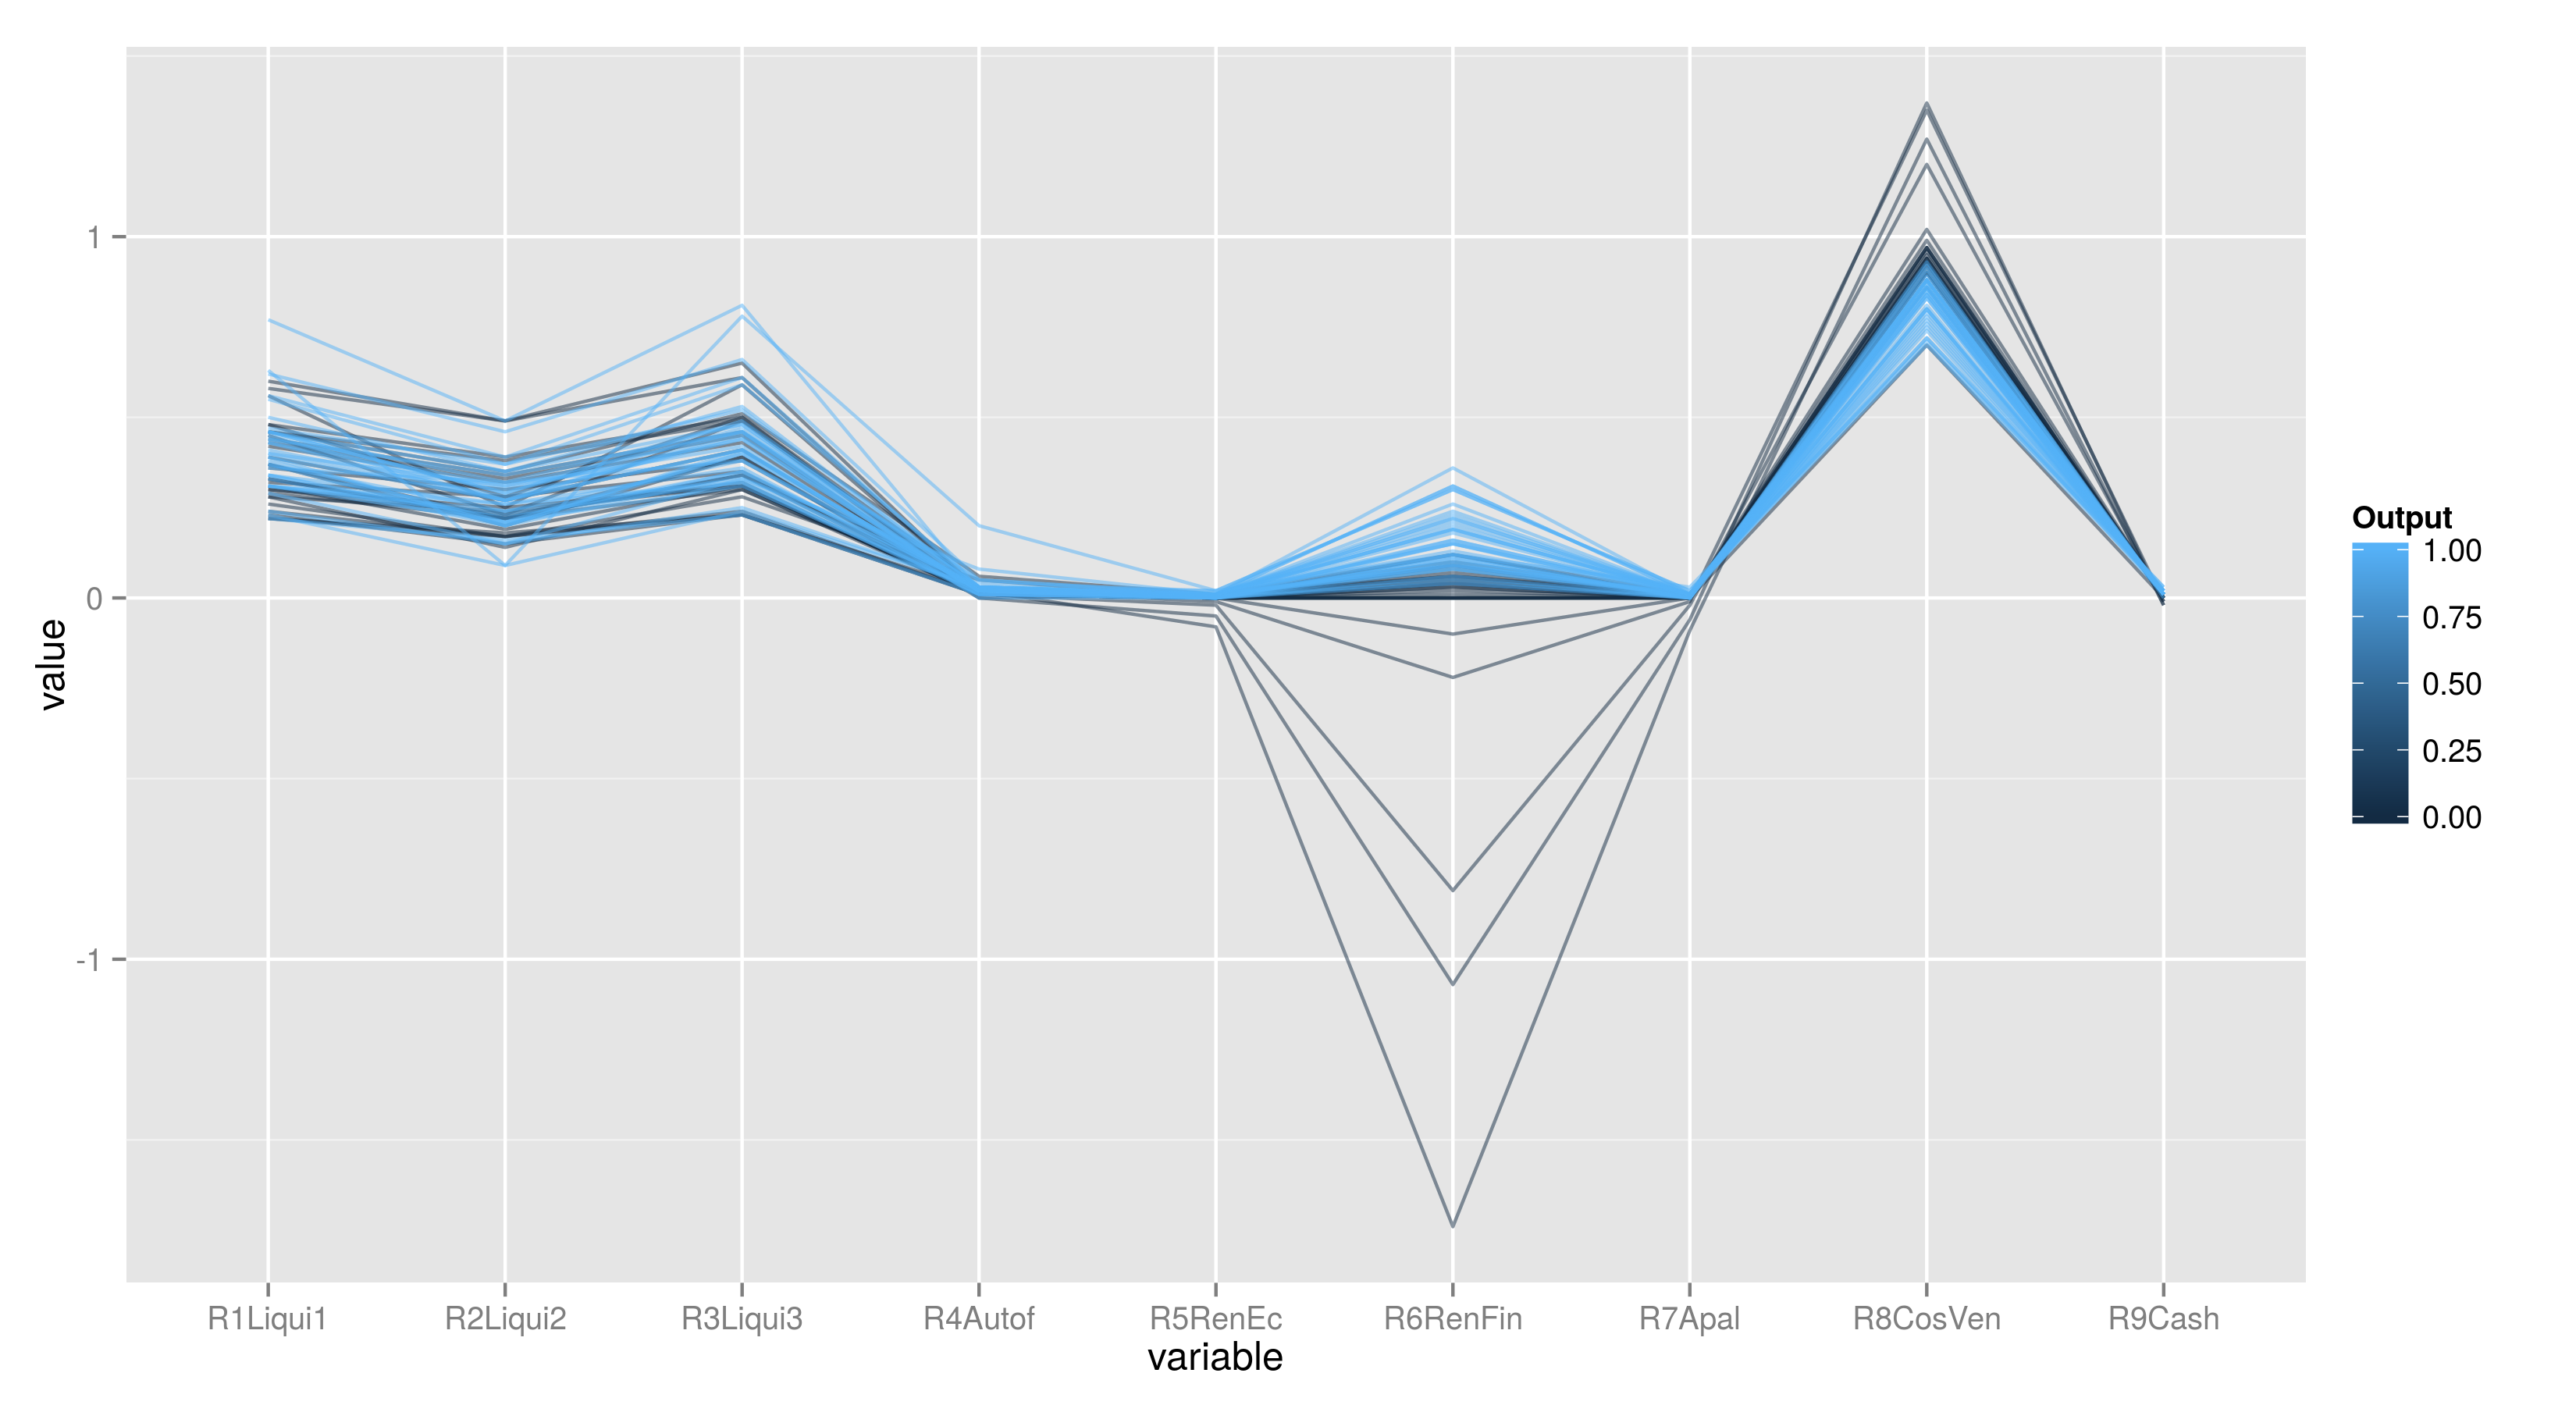 1
0
-1
value
R1Liqui1 R2Liqui2 R3Liqui3 R4Autof R5RenEc R6RenFin R7Apal R8CosVen R9Cash
variable
Output
1.00
0.75
0.50
0.25
0.00